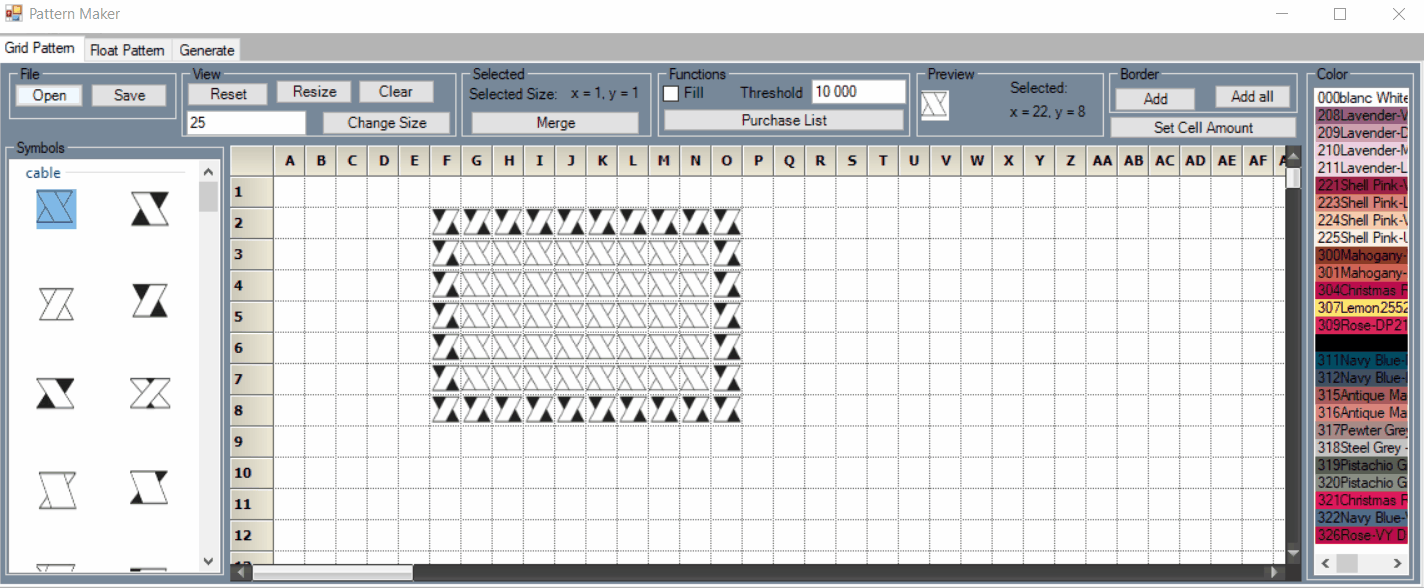 Pattern Maker
Grid Pattern Float Pattern Generate
File View Selected Functions Preview Border Color
Open Save Reset Resize Clear Selected Size: x = 1, y = 1 Fill Threshold 10 000 Selected: x = 22, y = 8 Add Add all
25 Change Size Merge Purchase List Set Cell Amount
Symbols
cable
A B C D E F G H I J K L M N O P Q R S T U V W X Y Z AA AB AC AD AE AF
1
2
3
4
5
6
7
8
9
10
11
12
000blanc White
208Lavender-V
209Lavender-D
210Lavender-M
211Lavender-L
221Shell Pink-V
223Shell Pink-L
224Shell Pink-V
225Shell Pink-U
300Mahogany-
301Mahogany-
304Christmas R
307Lemon2552
309Rose-DP21
311Navy Blue-
312Navy Blue-
315Antique Ma
316Antique Ma
317Pewter Grey
318Steel Grey -
319Pistachio G
320Pistachio G
321Christmas R
322Navy Blue-
326Rose-VY D